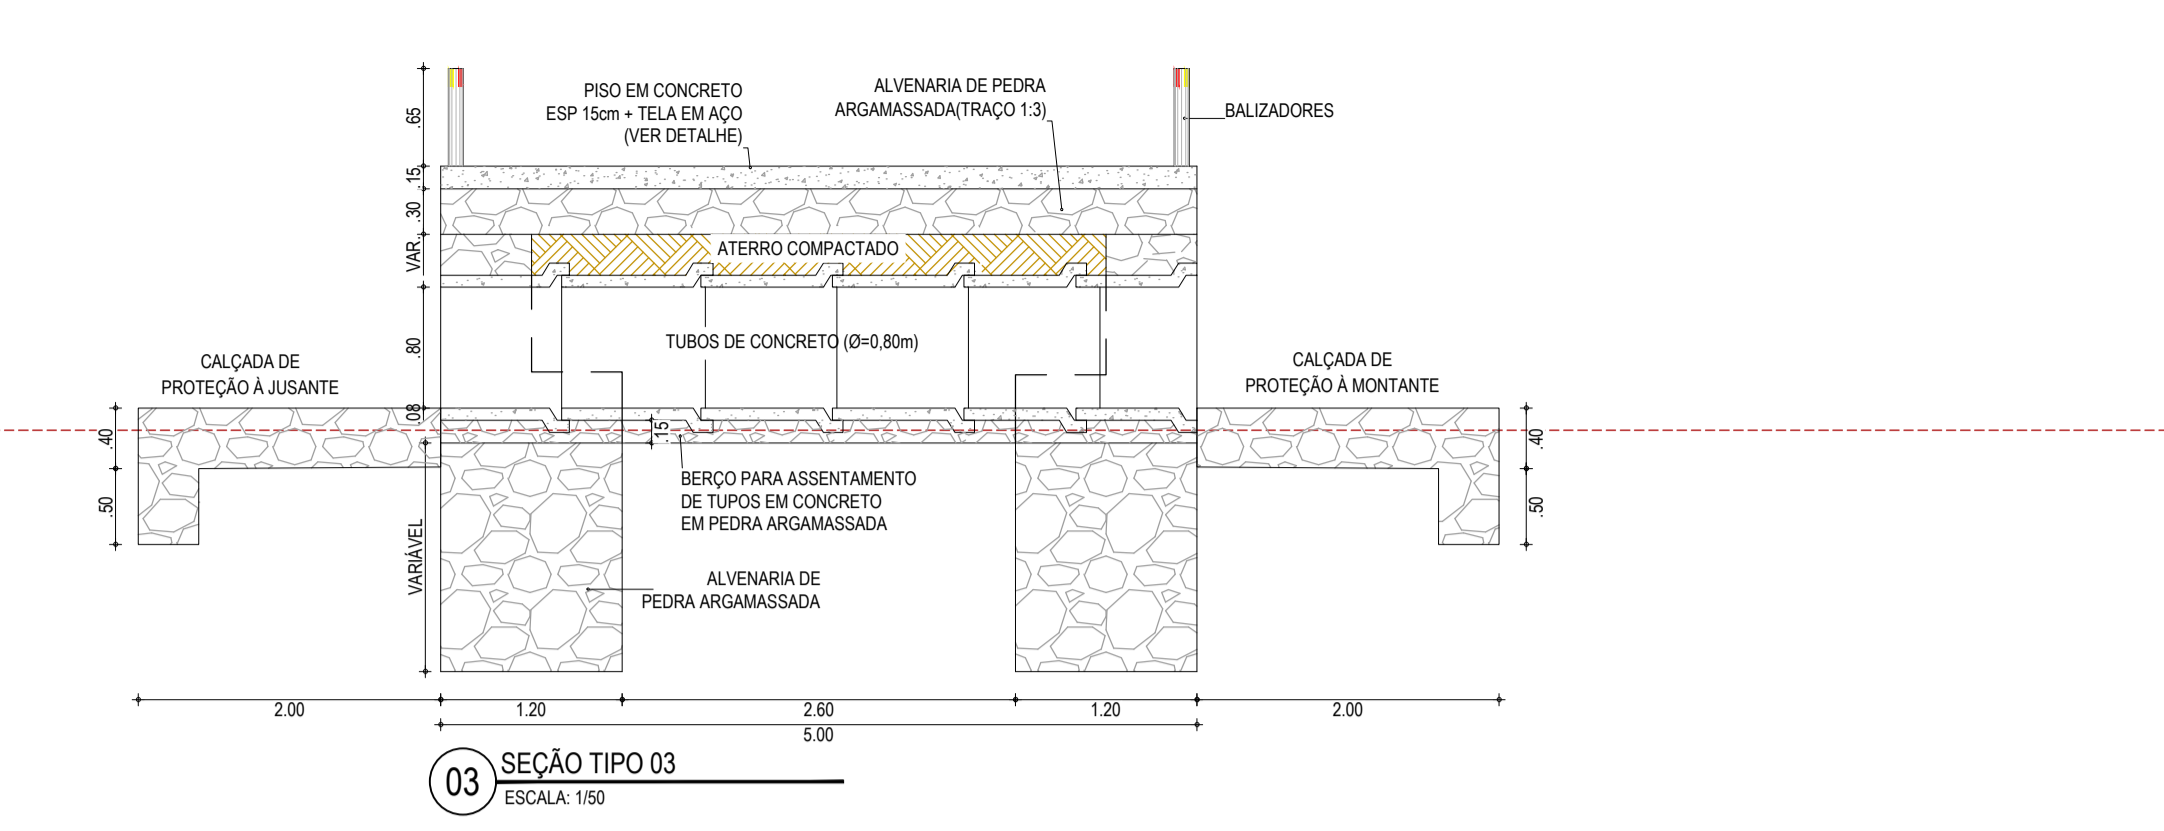 PISO EM CONCRETO
ESP 15cm + TELA EM AÇO
(VER DETALHE)
ALVENARIA DE PEDRA
ARGAMASSADA(TRAÇO 1:3)
BALIZADORES
.65
.15
.30
VAR.
.80
.08
ATERRO COMPACTADO
TUBOS DE CONCRETO (Ø=0,80m)
CALÇADA DE
PROTEÇÃO À JUSANTE
CALÇADA DE
PROTEÇÃO À MONTANTE
.40
.50
.15
.40
.50
BERÇO PARA ASSENTAMENTO
DE TUPOS EM CONCRETO
EM PEDRA ARGAMASSADA
VARIÁVEL
ALVENARIA DE
PEDRA ARGAMASSADA
2.00
1.20
2.60
1.20
2.00
5.00
03
SEÇÃO TIPO 03
ESCALA: 1/50